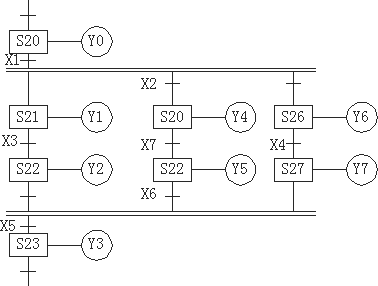 S20 Y0
X1
X2
S21 Y1 S20 Y4 S26 Y6
X3 X7 X4
S22 Y2 S22 Y5 S27 Y7
X6
X5
S23 Y3